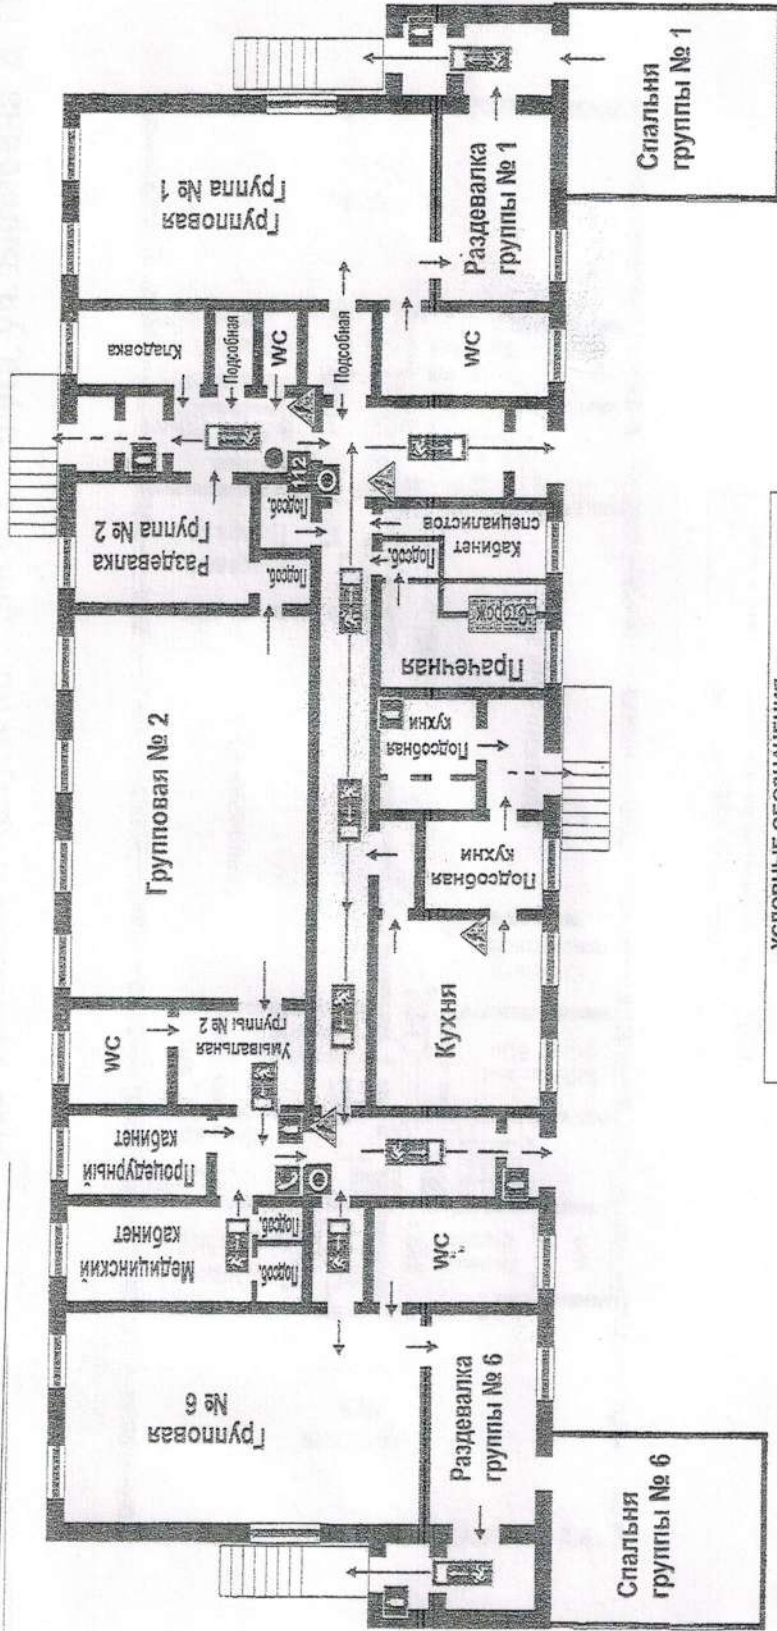 Спальня
группы № 1
Раздевалка
группы № 1
Групповая
Группа № 1
Кладовка
Подсобная
WC
Подсобная
WC
112
Раздевалка
Группа № 2
Подсоб.
Подсоб.
Кабинет
специалистов
Подсоб.
Сторож
Прачечная
Групповая № 2
Подсобная
кухни
Подсобная
кухни
Кухня
WC
Умывальная
группы № 2
Процедурный
кабинет
Медицинский
кабинет
Подсоб.
Подсоб.
WC
Групповая
№ 6
Раздевалка
группы № 6
Спальня
группы № 6